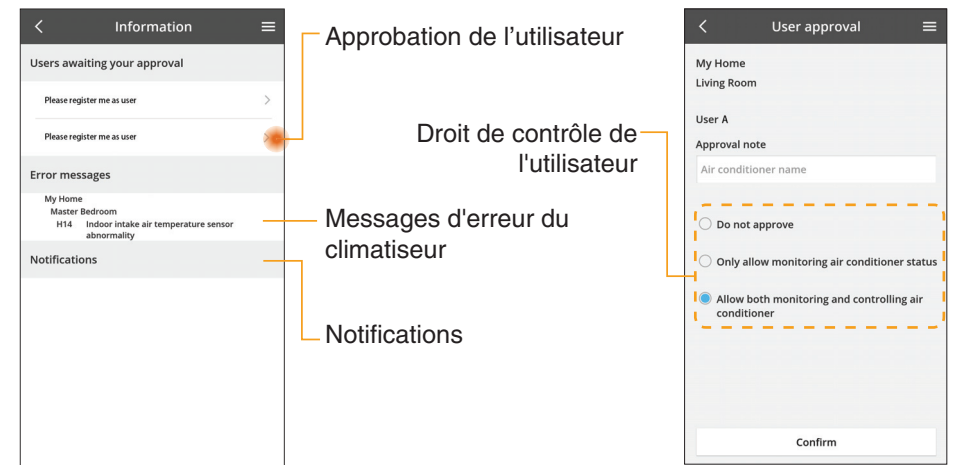 Information
Users awaiting your approval
Please register me as user
Please register me as user
Error messages
My Home
Master Bedroom
H14 Indoor intake air temperature sensor
abnormality
Notifications
Approbation de l’utilisateur
Droit de contrôle de
l'utilisateur
Messages d'erreur du
climatiseur
Notifications
User approval
My Home
Living Room
User A
Approval note
Air conditioner name
Do not approve
Only allow monitoring air conditioner status
Allow both monitoring and controlling air
conditioner
Confirm